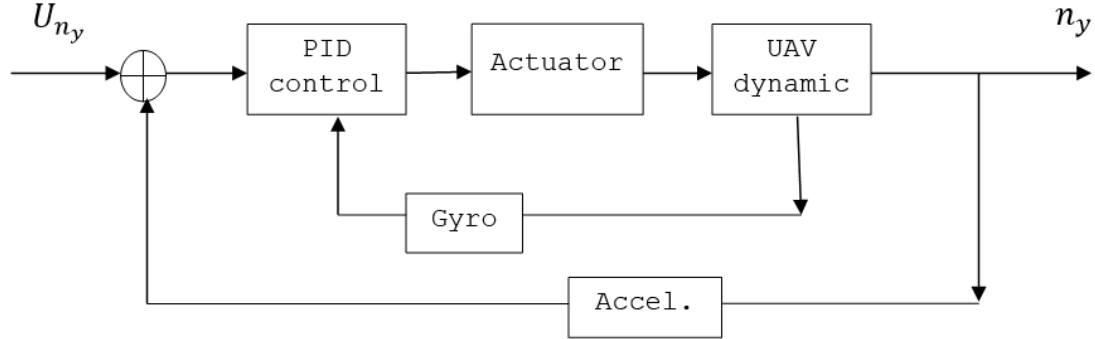 U_{n_y}
n_y
PID
control
Actuator
UAV
dynamic
Gyro
Accel.